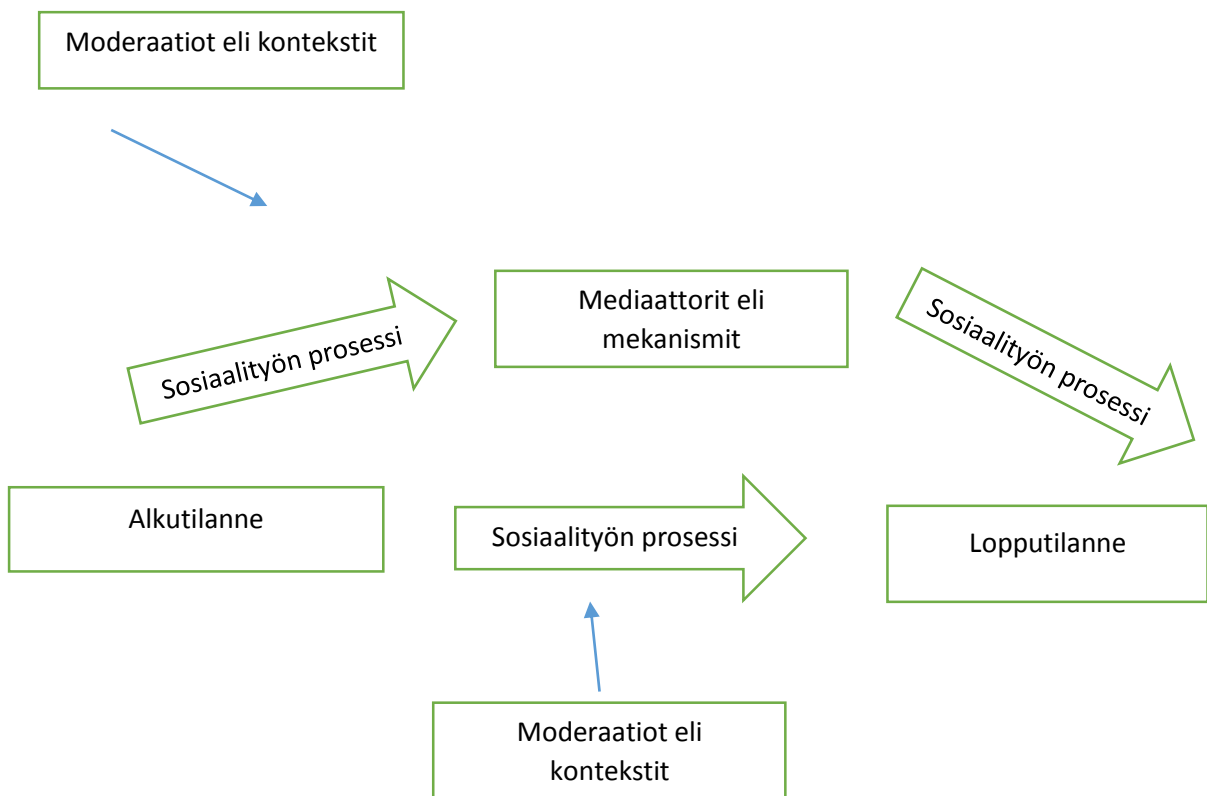 Moderaatiot eli kontekstit
Mediaattorit eli
mekanismit
Sosiaalityön prosessi
Sosiaalityön prosessi
Alkutilanne
Sosiaalityön prosessi
Lopputilanne
Moderaatiot eli
kontekstit